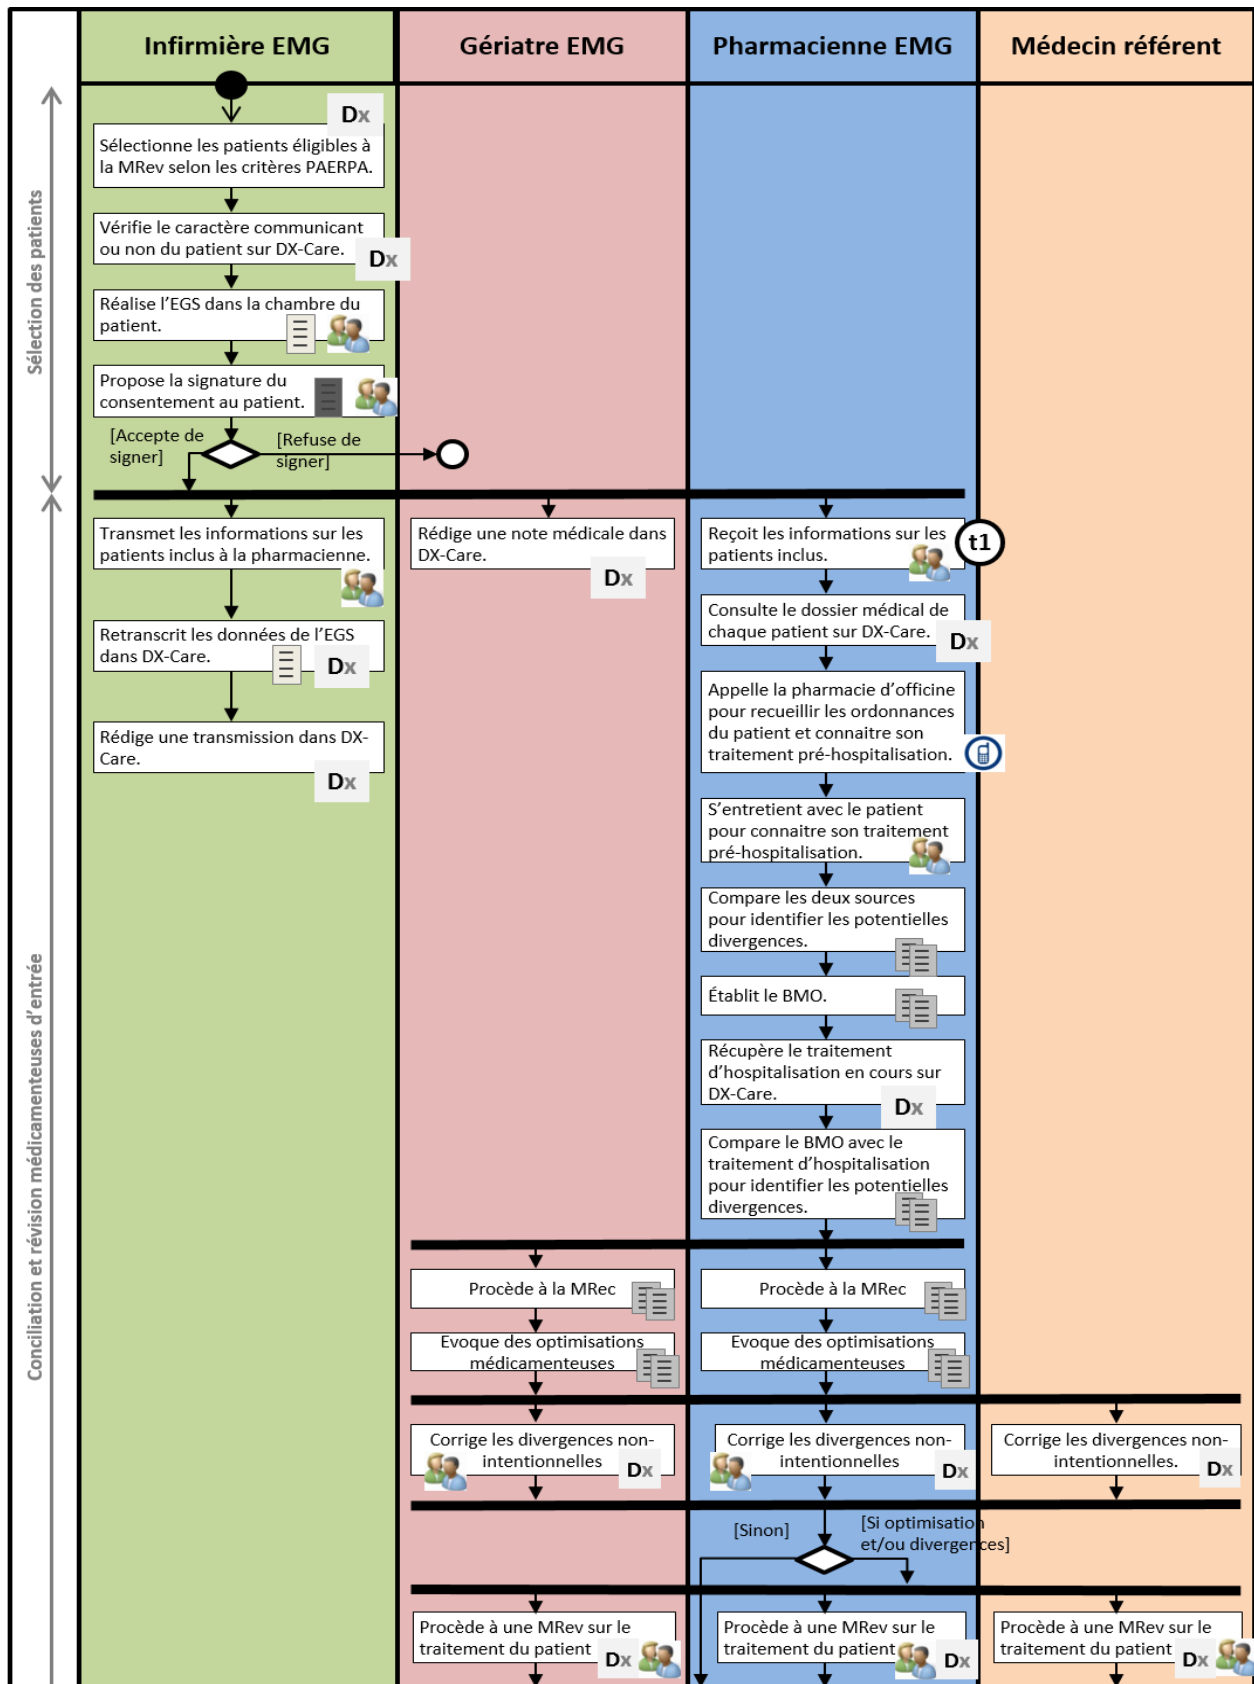 Infirmière EMG
Gériatre EMG
Pharmacienne EMG
Médecin référent
Sélection des patients
Dx
Sélectionne les patients éligibles à
la MRev selon les critères PAERPA.
Vérifie le caractère communicant
ou non du patient sur DX-Care.
Dx
Réalise l’EGS dans la chambre du
patient.
Propose la signature du
consentement au patient.
[Accepte de
signer]
[Refuse de
signer]
Conciliation et révision médicamenteuses d’entrée
Transmet les informations sur les
patients inclus à la pharmacienne.
Retranscrit les données de l’EGS
dans DX-Care.
Dx
Rédige une transmission dans DX-
Care.
Dx
Rédige une note médicale dans
DX-Care.
Dx
Reçoit les informations sur les
patients inclus.
t1
Consulte le dossier médical de
chaque patient sur DX-Care.
Dx
Appelle la pharmacie d’officine
pour recueillir les ordonnances
du patient et connaitre son
traitement pré-hospitalisation.
S’entretient avec le patient
pour connaitre son traitement
pré-hospitalisation.
Compare les deux sources
pour identifier les potentielles
divergences.
Établit le BMO.
Récupère le traitement
d’hospitalisation en cours sur
DX-Care.
Dx
Compare le BMO avec le
traitement d’hospitalisation
pour identifier les potentielles
divergences.
Procède à la MRec
Procède à la MRec
Evoque des optimisations
médicamenteuses
Evoque des optimisations
médicamenteuses
Corrige les divergences non-
intentionnelles
Dx
Corrige les divergences non-
intentionnelles
Dx
Corrige les divergences non-
intentionnelles.
Dx
[Sinon]
[Si optimisation
et/ou divergences]
Procède à une MRev sur le
traitement du patient
Dx
Procède à une MRev sur le
traitement du patient
Dx
Procède à une MRev sur le
traitement du patient
Dx